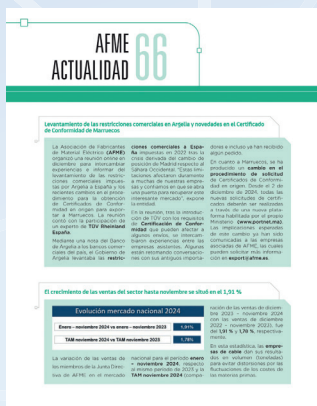 AFME
ACTUALIDAD 66
Levantamiento de las restricciones comerciales en Argelia y novedades en el Certificado
de Conformidad de Marruecos
La Asociación de Fabricantes
de Material Eléctrico (AFME)
organizó una reunión online en
diciembre para intercambiar
experiencias e informar del
levantamiento de las restric-
ciones comerciales impues-
tas por Argelia a España y los
recientes cambios en el proce-
dimiento para la obtención
de Certificados de Confor-
midad en origen para expor-
tar a Marruecos. La reunión
contó con la participación de
un experto de TÜV Rheinland
España.
Mediante una nota del Banco
de Argelia a los bancos comer-
ciales del país, el Gobierno de
Argelia levantaba las restric-
ciones comerciales a Espa-
ña impuestas en 2022 tras la
crisis derivada del cambio de
posición de Madrid respecto al
Sáhara Occidental. "Estas limi-
taciones afectaron duramente
a muchas de nuestras empre-
sas y confiamos en que se abra
una puerta para recuperar este
interesante mercado", expone
la entidad.
En la reunión, tras la introduc-
ción de TÜV con los requisitos
de Certificación de Confor-
midad que pueden afectar a
algunos envíos, se intercam-
biaron experiencias entre las
empresas asistentes. Algunas
están retomando conversacio-
nes con sus antiguos importa-
dores e incluso ya han recibido
algún pedido.
En cuanto a Marruecos, se ha
producido un cambio en el
procedimiento de solicitud
de Certificados de Conformi-
dad en origen. Desde el 2 de
diciembre de 2024, todas las
nuevas solicitudes de certifi-
cados deberán ser realizadas
a través de una nueva plata-
forma habilitada por el propio
Ministerio (www.portnet.ma).
Las implicaciones esperables
de este cambio ya han sido
comunicadas a las empresas
asociadas de AFME, las cuales
pueden solicitar más informa-
ción en export@afme.es.
El crecimiento de las ventas del sector hasta noviembre se situó en el 1,91 %
Evolución mercado nacional 2024
Enero - noviembre 2024 vs enero - noviembre 2023 1,91%
TAM noviembre 2024 vs TAM noviembre 2023 1,78%
La variación de las ventas de
los miembros de la Junta Direc-
tiva de AFME en el mercado
nacional para el período enero
– noviembre 2024, respecto
al mismo período de 2023 y la
TAM noviembre 2024 (compa-
ración de las ventas de diciem-
bre 2023 – noviembre 2024
con las ventas de diciembre
2022 – noviembre 2023), fue
del 1,91 % y 1,78 %, respectiva-
mente.
En esta estadística, las empre-
sas de cable dan sus resulta-
dos en volumen (toneladas)
para evitar distorsiones por las
fluctuaciones de los costes de
las materias primas.